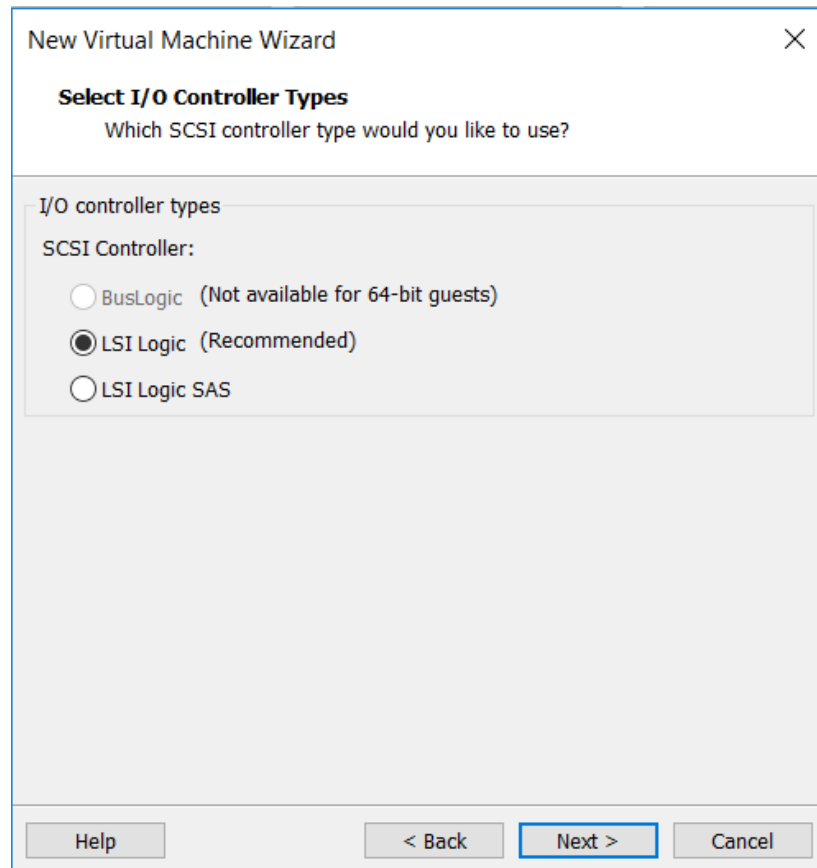 New Virtual Machine Wizard
Select I/O Controller Types
Which SCSI controller type would you like to use?
I/O controller types
SCSI Controller:
BusLogic (Not available for 64-bit guests)
LSI Logic (Recommended)
LSI Logic SAS
Help < Back Next > Cancel